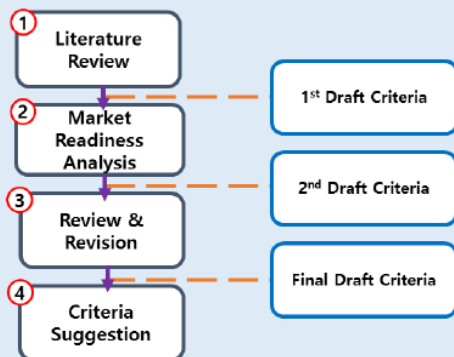 1
Literature
Review
1st Draft Criteria
2
Market
Readiness
Analysis
2nd Draft Criteria
3
Review &
Revision
Final Draft Criteria
4
Criteria
Suggestion